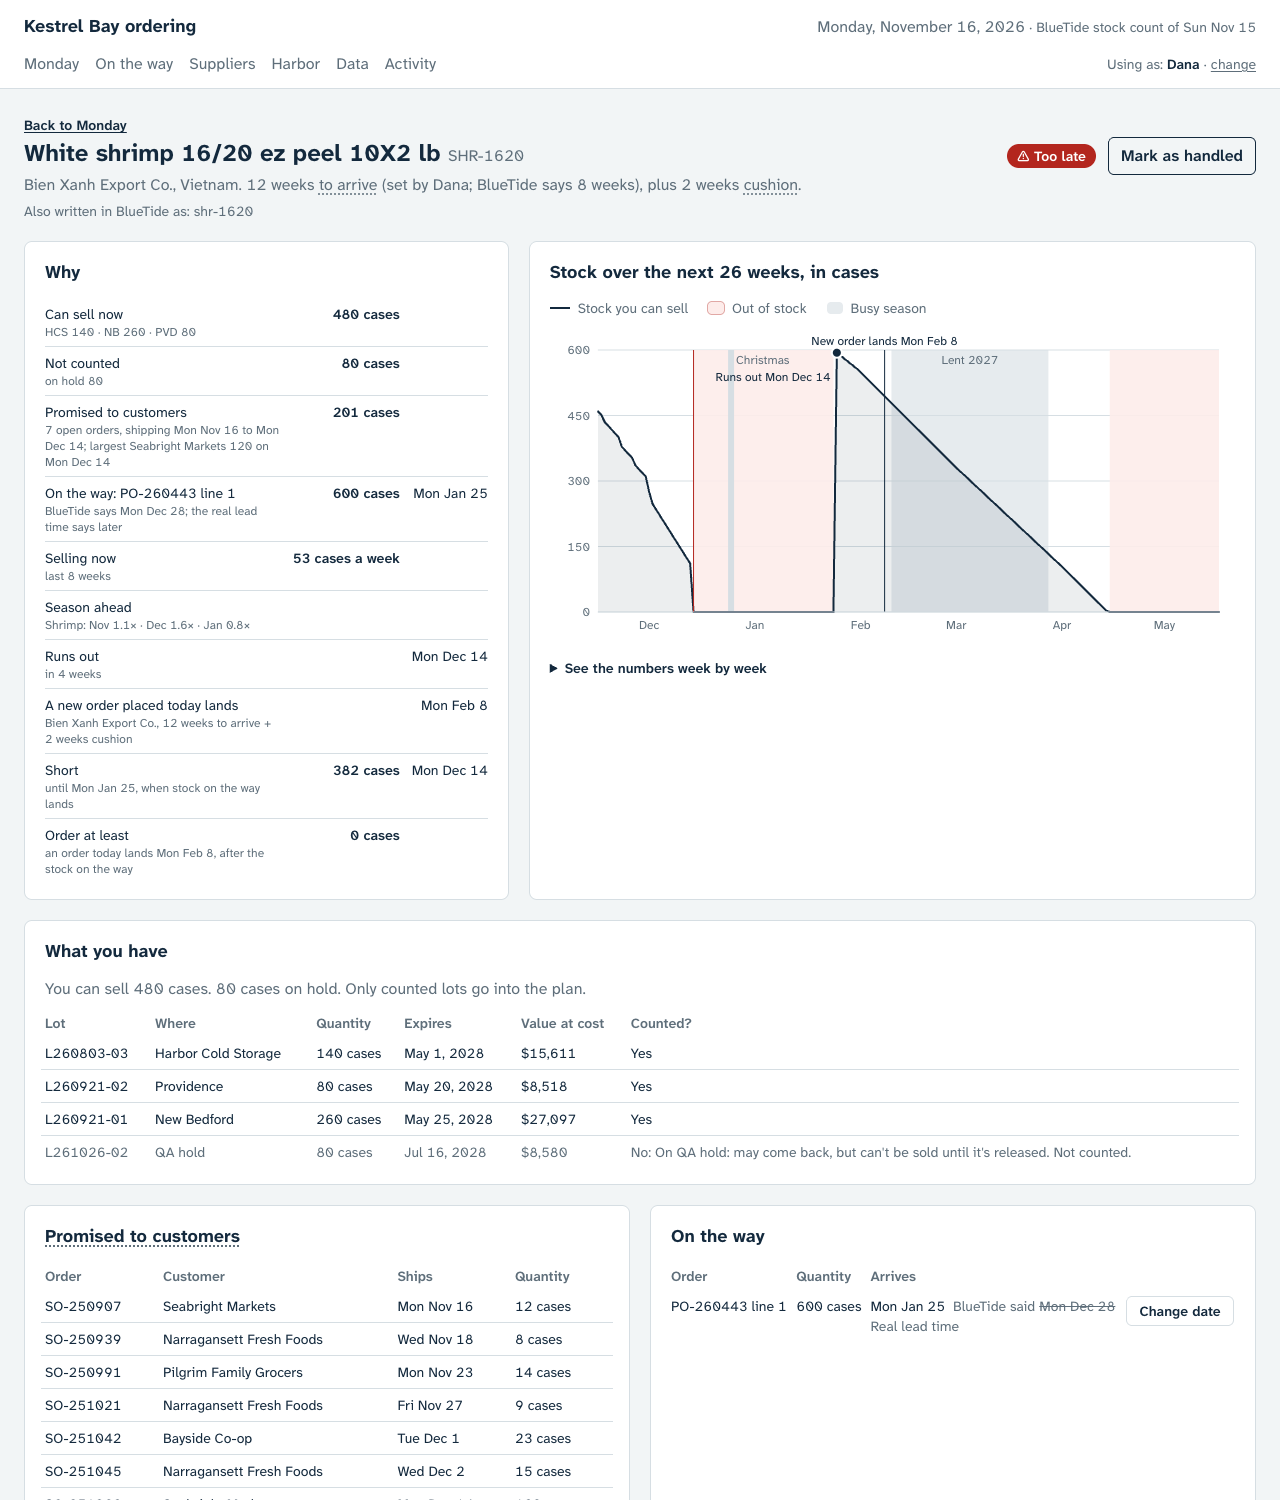 Kestrel Bay ordering
Monday, November 16, 2026 · BlueTide stock count of Sun Nov 15
Monday On the way Suppliers Harbor Data Activity
Using as: Dana · change
Back to Monday
White shrimp 16/20 ez peel 10X2 lb SHR-1620
Too late
Mark as handled
Bien Xanh Export Co., Vietnam. 12 weeks to arrive (set by Dana; BlueTide says 8 weeks), plus 2 weeks cushion.
Also written in BlueTide as: shr-1620
Why
Can sell now 480 cases
HCS 140 · NB 260 · PVD 80
Not counted 80 cases
on hold 80
Promised to customers 201 cases
7 open orders, shipping Mon Nov 16 to Mon
Dec 14; largest Seabright Markets 120 on
Mon Dec 14
On the way: PO-260443 line 1 600 cases Mon Jan 25
BlueTide says Mon Dec 28; the real lead
time says later
Selling now 53 cases a week
last 8 weeks
Season ahead
Shrimp: Nov 1.1× · Dec 1.6× · Jan 0.8×
Runs out Mon Dec 14
in 4 weeks
A new order placed today lands Mon Feb 8
Bien Xanh Export Co., 12 weeks to arrive +
2 weeks cushion
Short 382 cases Mon Dec 14
until Mon Jan 25, when stock on the way
lands
Order at least 0 cases
an order today lands Mon Feb 8, after the
stock on the way
Stock over the next 26 weeks, in cases
Stock you can sell Out of stock Busy season
New order lands Mon Feb 8
600
Christmas Lent 2027
Runs out Mon Dec 14
450
300
150
0
Dec Jan Feb Mar Apr May
See the numbers week by week
What you have
You can sell 480 cases. 80 cases on hold. Only counted lots go into the plan.
Lot Where Quantity Expires Value at cost Counted?
L260803-03 Harbor Cold Storage 140 cases May 1, 2028 $15,611 Yes
L260921-02 Providence 80 cases May 20, 2028 $8,518 Yes
L260921-01 New Bedford 260 cases May 25, 2028 $27,097 Yes
L261026-02 QA hold 80 cases Jul 16, 2028 $8,580 No: On QA hold: may come back, but can't be sold until it's released. Not counted.
Promised to customers
Order Customer Ships Quantity
SO-250907 Seabright Markets Mon Nov 16 12 cases
SO-250939 Narragansett Fresh Foods Wed Nov 18 8 cases
SO-250991 Pilgrim Family Grocers Mon Nov 23 14 cases
SO-251021 Narragansett Fresh Foods Fri Nov 27 9 cases
SO-251042 Bayside Co-op Tue Dec 1 23 cases
SO-251045 Narragansett Fresh Foods Wed Dec 2 15 cases
On the way
Order Quantity Arrives
PO-260443 line 1 600 cases Mon Jan 25 BlueTide said Mon Dec 28 Change date
Real lead time